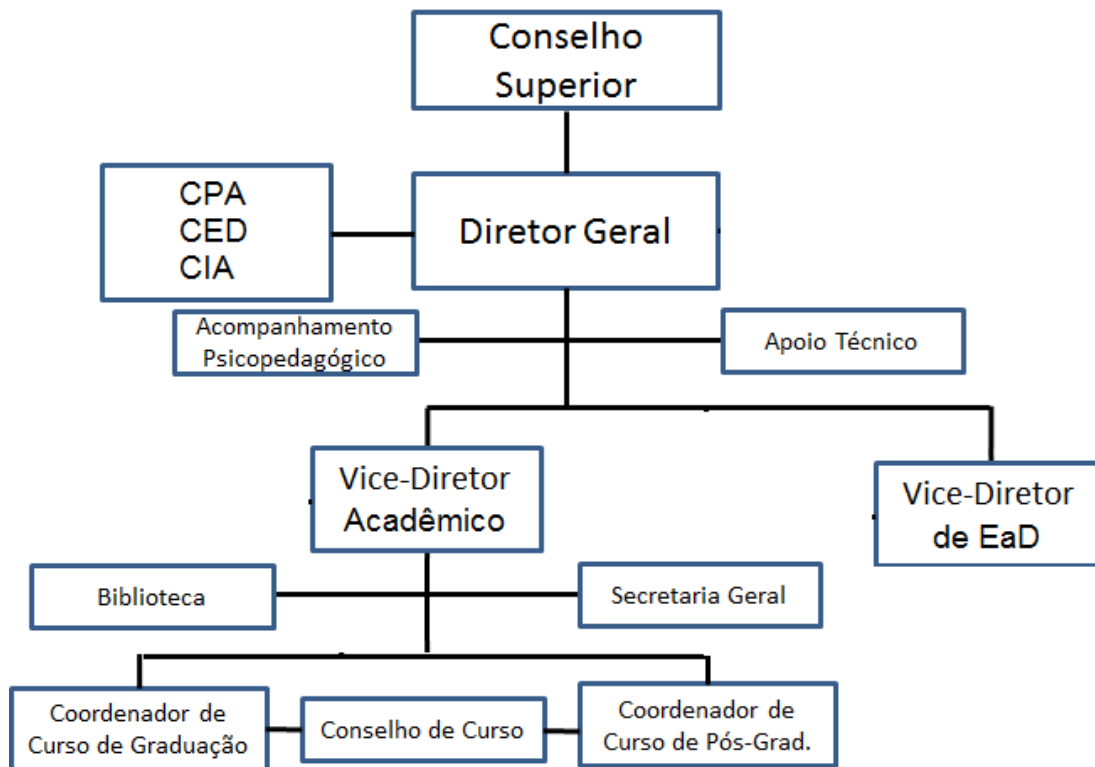 Conselho
Superior
CPA
CED
CIA
Diretor Geral
Acompanhamento
Psicopedagógico
Apoio Técnico
Vice-Diretor
Acadêmico
Vice-Diretor
de EaD
Biblioteca
Secretaria Geral
Coordenador de
Curso de Graduação
Conselho de Curso
Coordenador de
Curso de Pós-Grad.